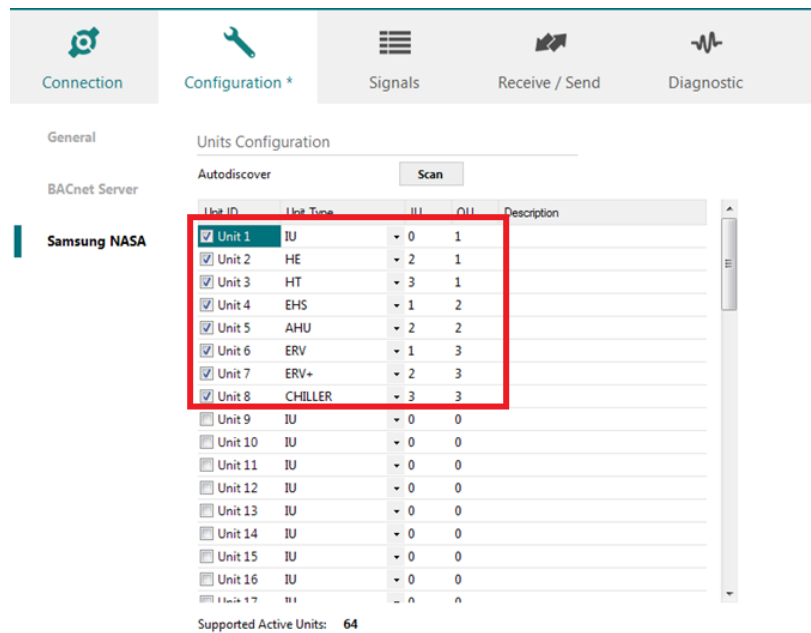 Connection Configuration * Signals Receive / Send Diagnostic
General
BACnet Server
Samsung NASA
Units Configuration
Autodiscover Scan
Unit ID Unit Type IU OU Description
Unit 1 IU 0 1
Unit 2 HE 2 1
Unit 3 HT 3 1
Unit 4 EHS 1 2
Unit 5 AHU 2 2
Unit 6 ERV 1 3
Unit 7 ERV+ 2 3
Unit 8 CHILLER 3 3
Unit 9 IU 0 0
Unit 10 IU 0 0
Unit 11 IU 0 0
Unit 12 IU 0 0
Unit 13 IU 0 0
Unit 14 IU 0 0
Unit 15 IU 0 0
Unit 16 IU 0 0
Unit 17 IU 0 0
Supported Active Units: 64